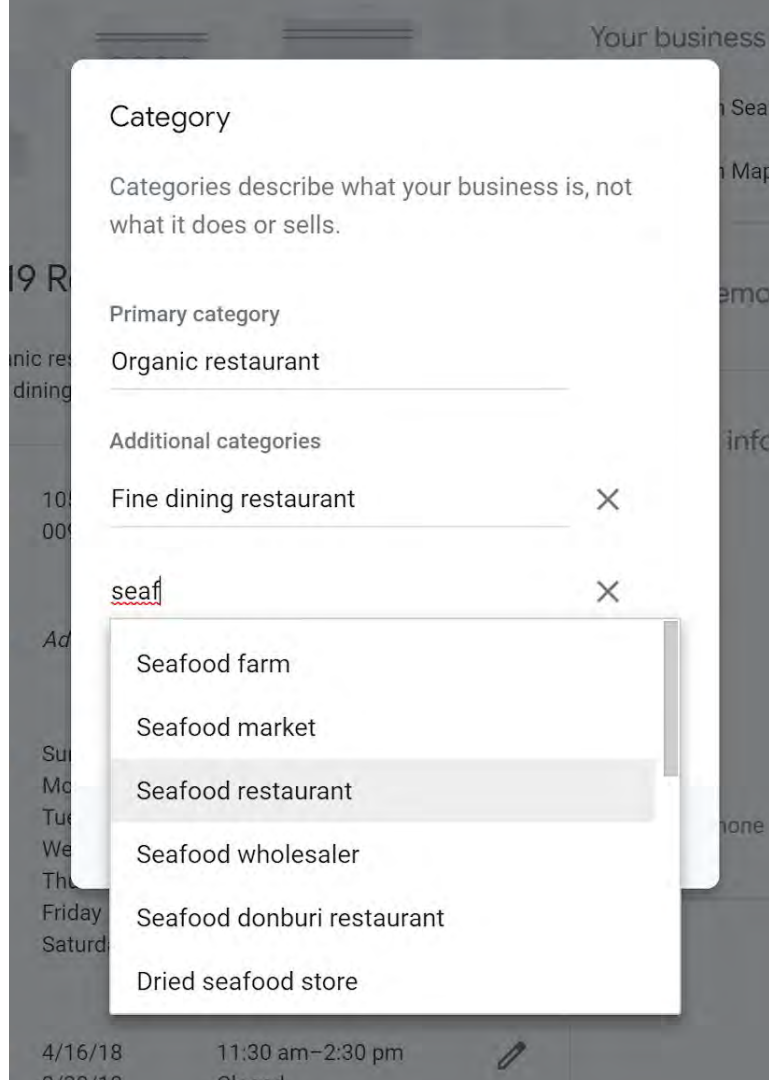 Your business
Category
Categories describe what your business is, not
what it does or sells.
Primary category
Organic restaurant
Additional categories
Fine dining restaurant
seaf
Seafood farm
Seafood market
Seafood restaurant
Seafood wholesaler
Seafood donburi restaurant
Dried seafood store
Friday
4/16/18 11:30 am–2:30 pm